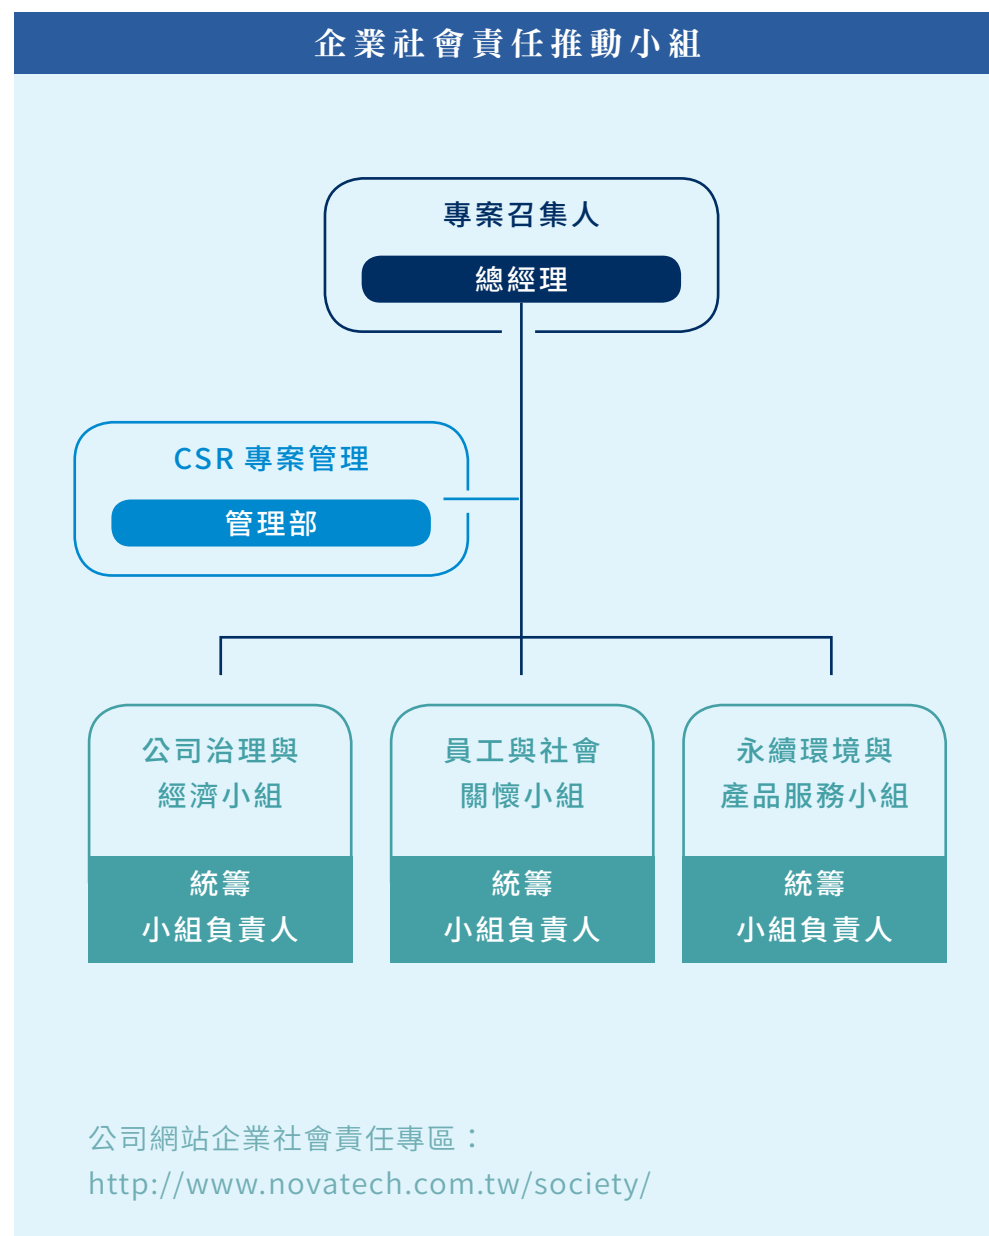 企業社會責任推動小組
專案召集人
總經理
CSR 專案管理
管理部
公司治理與
經濟小組
統籌
小組負責人
員工與社會
關懷小組
統籌
小組負責人
永續環境與
產品服務小組
統籌
小組負責人
公司網站企業社會責任專區：
http://www.novatech.com.tw/society/